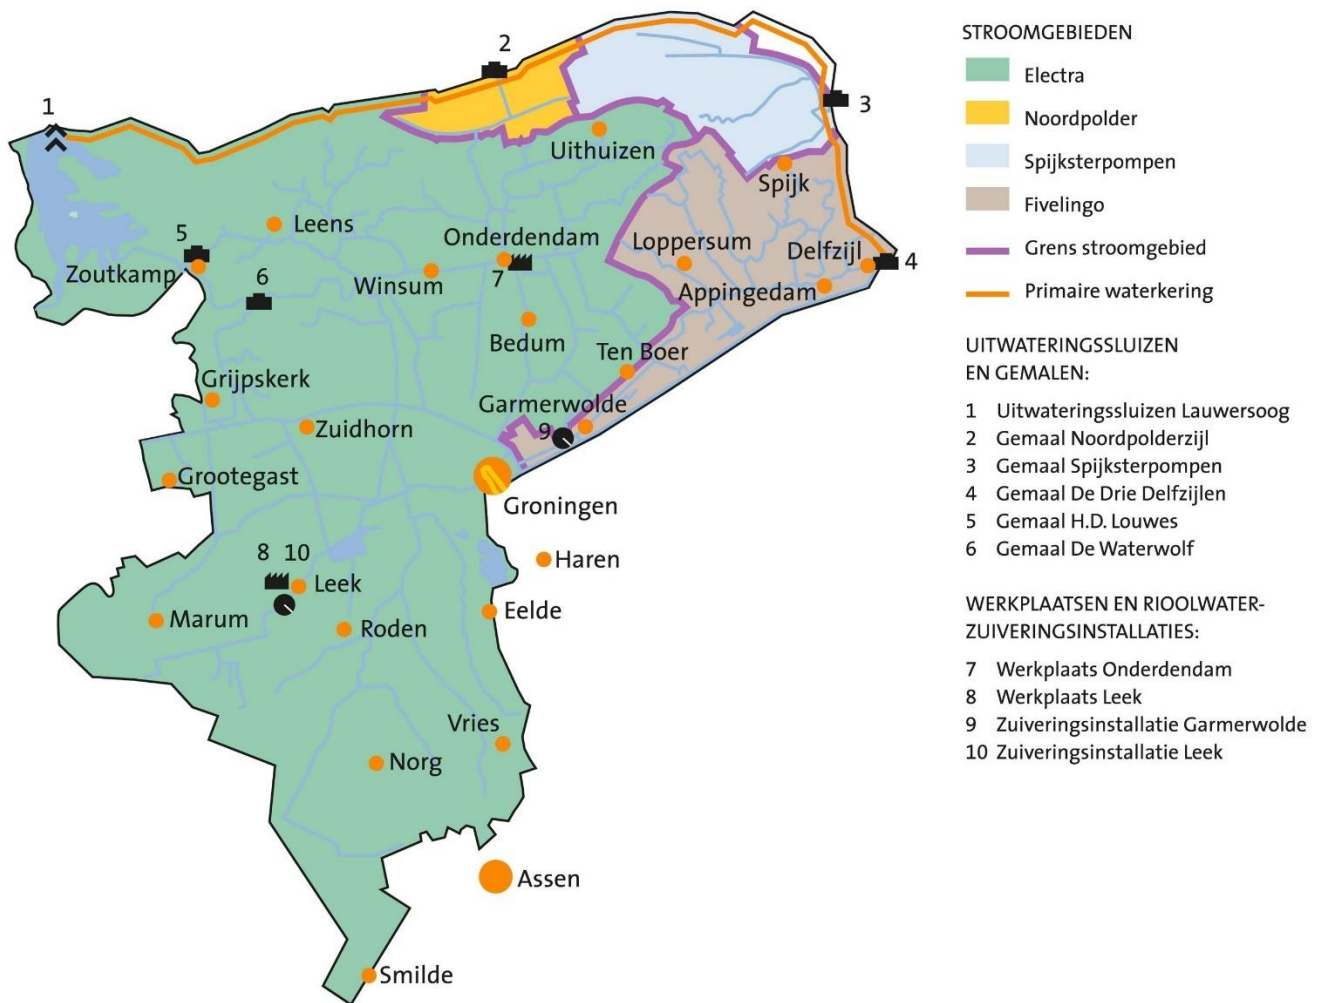 1
2
3
Uithuizen
Spijk
5
Leens
Onderdendam
Loppersum
Delfzijl
4
Zoutkamp
6
Winsum
7
Appingedam
Bedum
Ten Boer
Grijpskerk
Garmerwolde
Zuidhorn
9
Grootegast
Groningen
8 10
Haren
Leek
Marum
Roden
Eelde
Vries
Norg
Assen
Smilde
STROOMGEBIEDEN
Electra
Noordpolder
Spijksterpompen
Fivelingo
Grens stroomgebied
Primaire waterkering
UITWATERINGSSLUIZEN
EN GEMALEN:
1 Uitwateringssluizen Lauwersoog
2 Gemaal Noordpolderzijl
3 Gemaal Spijksterpompen
4 Gemaal De Drie Delfzijlen
5 Gemaal H.D. Louwes
6 Gemaal De Waterwolf
WERKPLAATSEN EN RIOOLWATER-
ZUIVERINGSINSTALLATIES:
7 Werkplaats Onderdendam
8 Werkplaats Leek
9 Zuiveringsinstallatie Garmerwolde
10 Zuiveringsinstallatie Leek